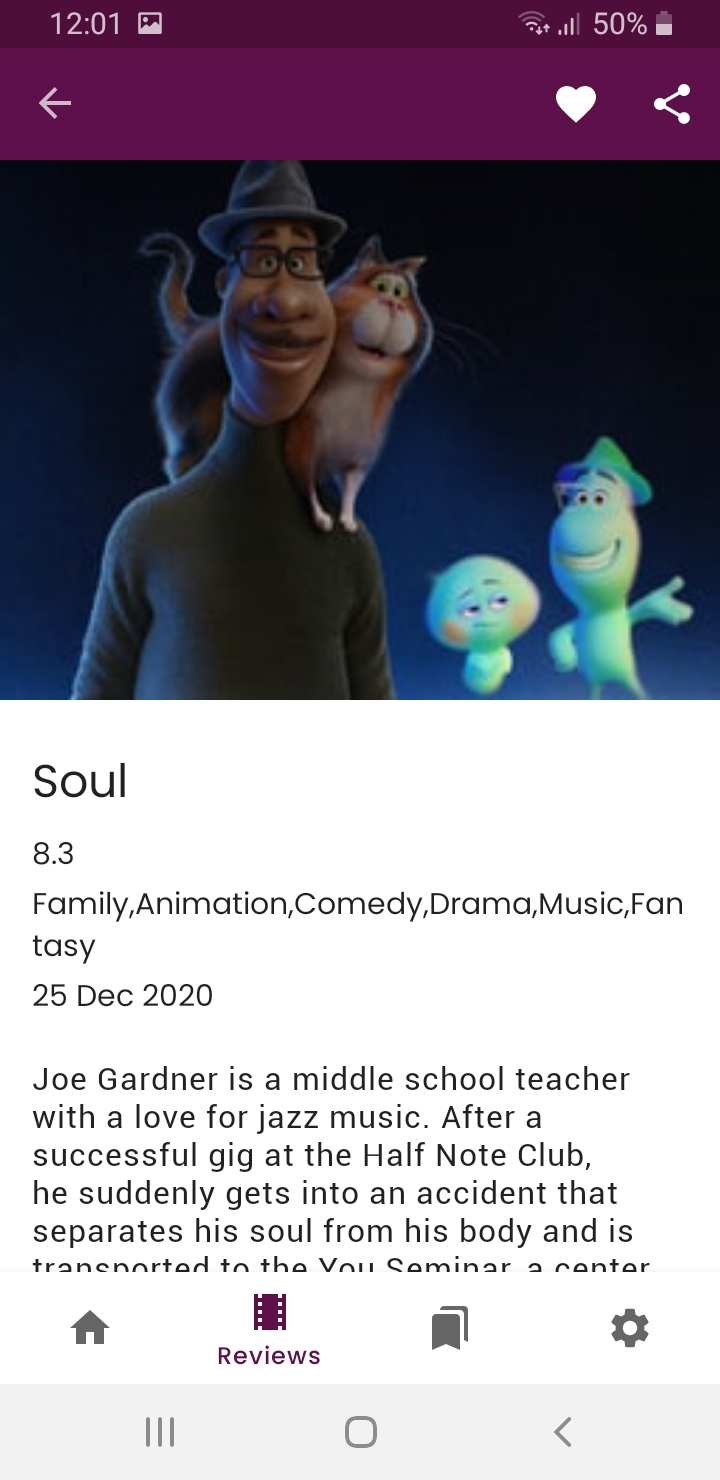 12:01
50%
Soul
8.3
Family,Animation,Comedy,Drama,Music,Fan
tasy
25 Dec 2020
Joe Gardner is a middle school teacher
with a love for jazz music. After a
successful gig at the Half Note Club,
he suddenly gets into an accident that
separates his soul from his body and is
transported to the You Seminar, a center
Reviews